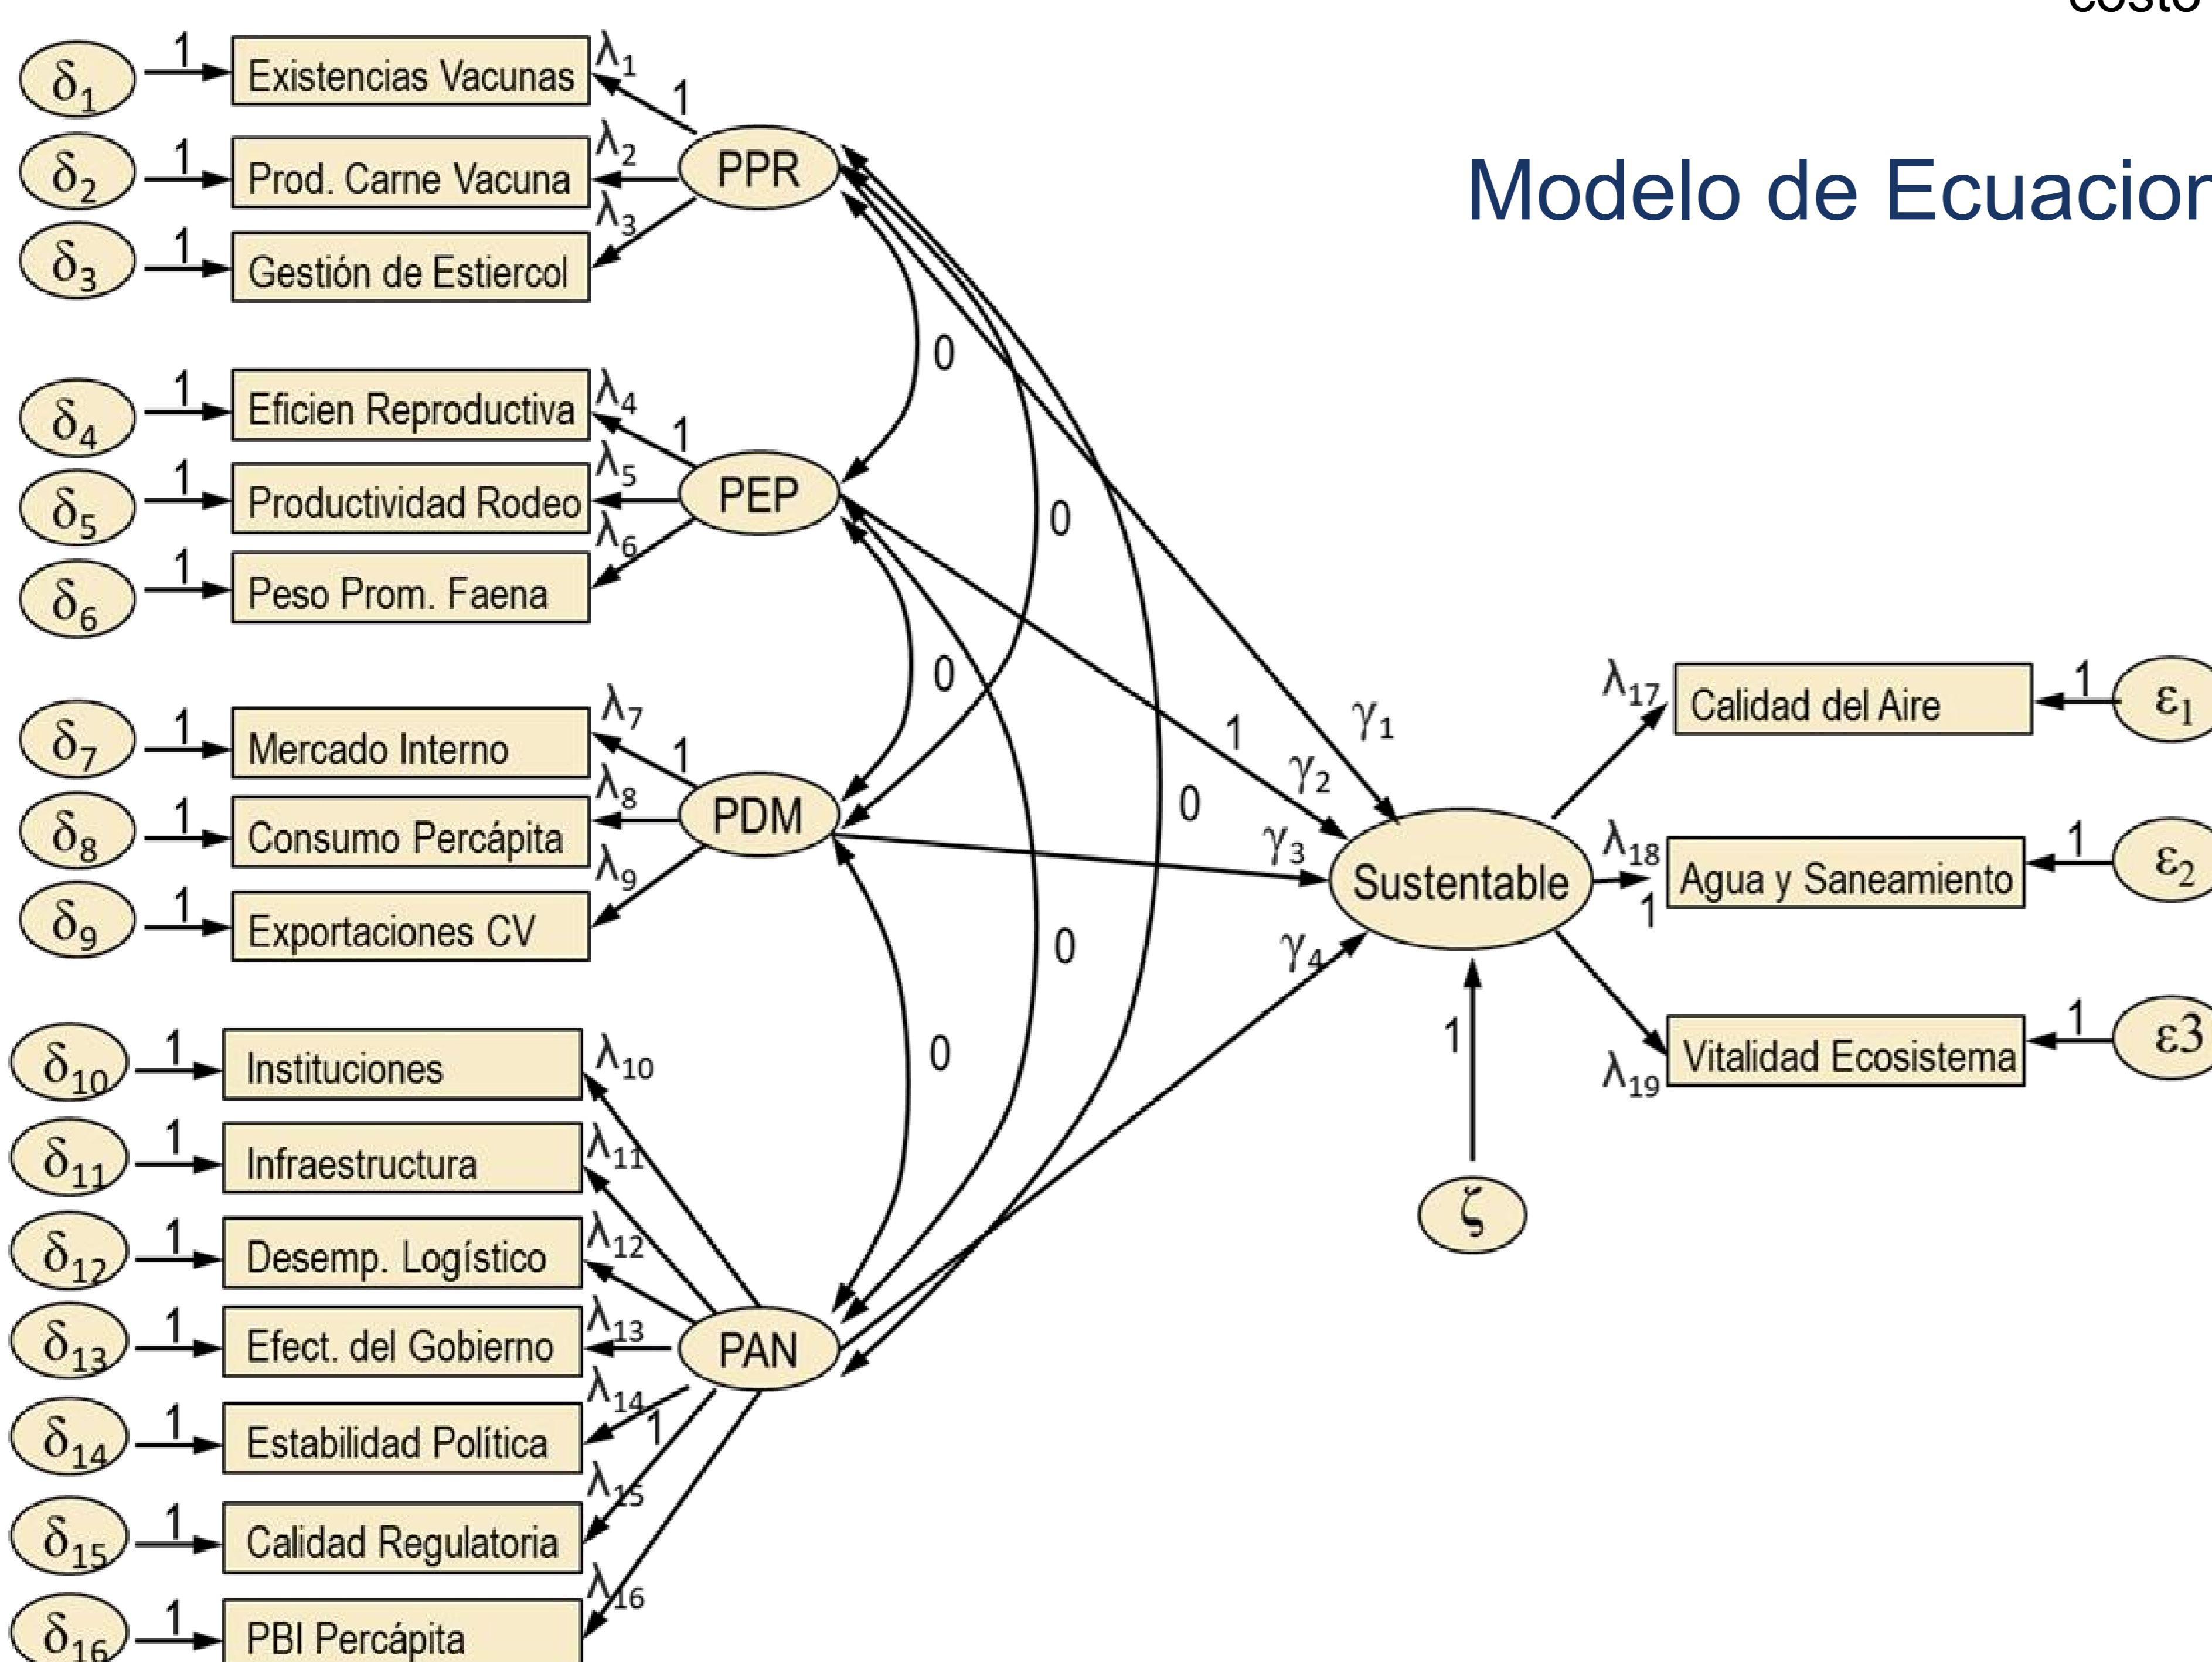 costo
Modelo de Ecuacion
δ1 1 Existencias Vacunas λ1 1
δ2 1 Prod. Carne Vacuna λ2 PPR
δ3 1 Gestión de Estiercol λ3
0
δ4 1 Eficien Reproductiva λ4 1
δ5 1 Productividad Rodeo λ5 PEP
0
δ6 1 Peso Prom. Faena λ6
0
δ7 1 Mercado Interno λ7 1
1 γ1
γ2
λ17 Calidad del Aire 1 ε1
δ8 1 Consumo Percápita λ8 PDM
0
γ3 Sustentable λ18 1 Agua y Saneamiento 1 ε2
δ9 1 Exportaciones CV λ9
0
γ4
δ10 1 Instituciones λ10
0
1
λ19 Vitalidad Ecosistema 1 ε3
δ11 1 Infraestructura λ11
ζ
δ12 1 Desemp. Logístico λ12
δ13 1 Efect. del Gobierno λ13 PAN
δ14 1 Estabilidad Política λ14 1
δ15 1 Calidad Regulatoria λ15
δ16 1 PBI Percápita λ16